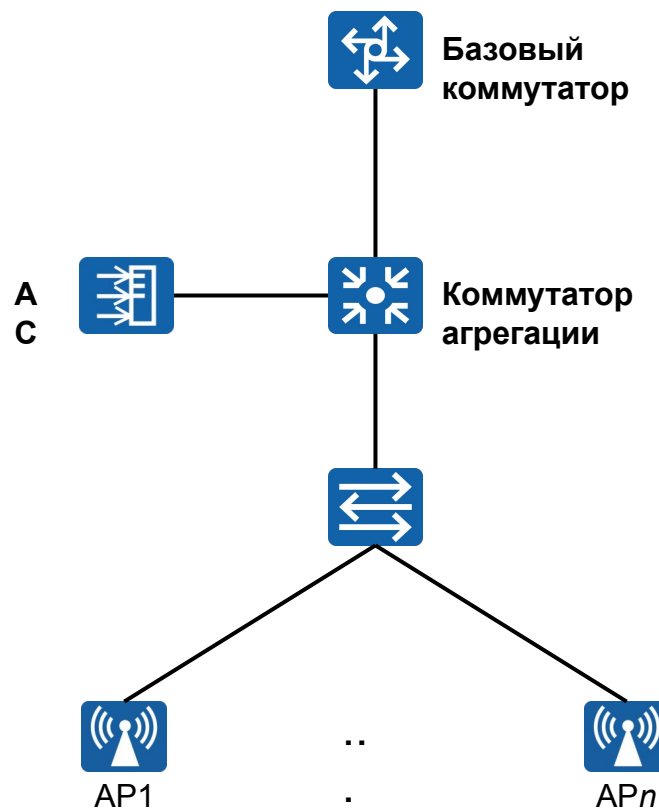 Базовый
коммутатор
А
С
Коммутатор
агрегации
..
.
AP1
APn